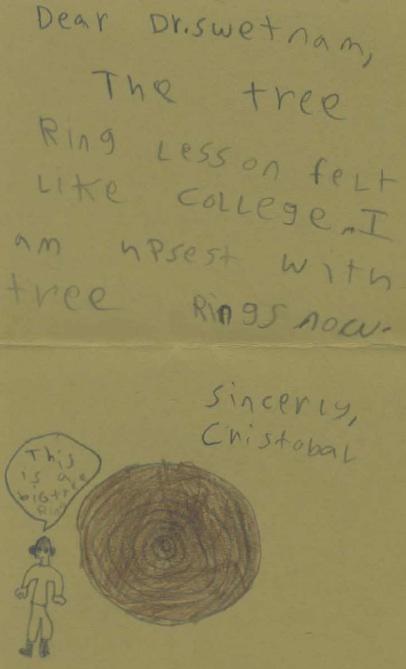 Dear Dr.swetnam,
The tree
Ring Lesson felt
Like college. I
am upsest with
tree Rings now.
sincerly,
Cristobal
This
is a
big tree
Ring